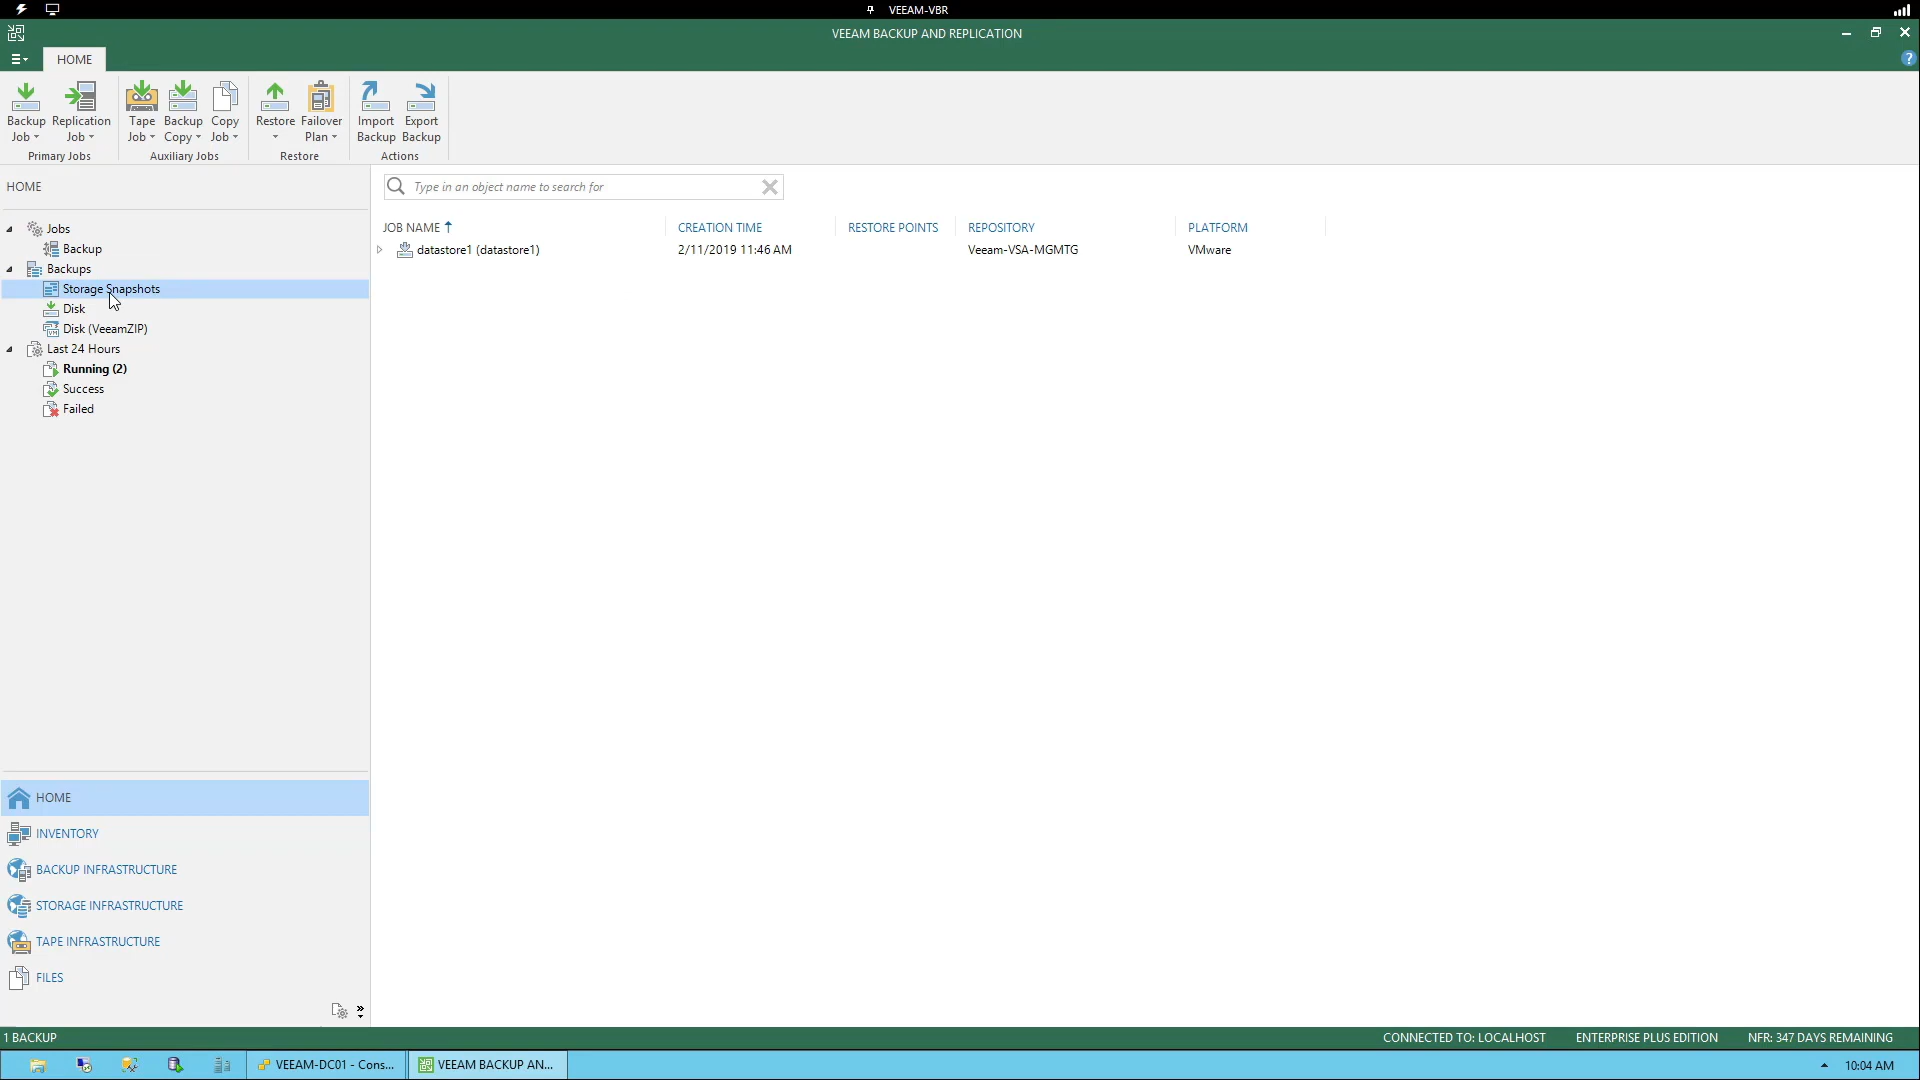 VEEAM-VBR
VEEAM BACKUP AND REPLICATION
HOME
?
Backup Job
Replication Job
Tape Job
Backup Copy
Copy Job
Restore
Failover Plan
Import Backup
Export Backup
Primary Jobs
Auxiliary Jobs
Restore
Actions
HOME
Type in an object name to search for
Jobs
Backup
Backups
Storage Snapshots
Disk
Disk (VeeamZIP)
Last 24 Hours
Running (2)
Success
Failed
JOB NAME
CREATION TIME
RESTORE POINTS
REPOSITORY
PLATFORM
datastore1 (datastore1)
2/11/2019 11:46 AM
Veeam-VSA-MGMTG
VMware
HOME
INVENTORY
BACKUP INFRASTRUCTURE
STORAGE INFRASTRUCTURE
TAPE INFRASTRUCTURE
FILES
1 BACKUP
CONNECTED TO: LOCALHOST
ENTERPRISE PLUS EDITION
NFR: 347 DAYS REMAINING
VEEAM-DC01 - Cons...
VEEAM BACKUP AN...
10:04 AM